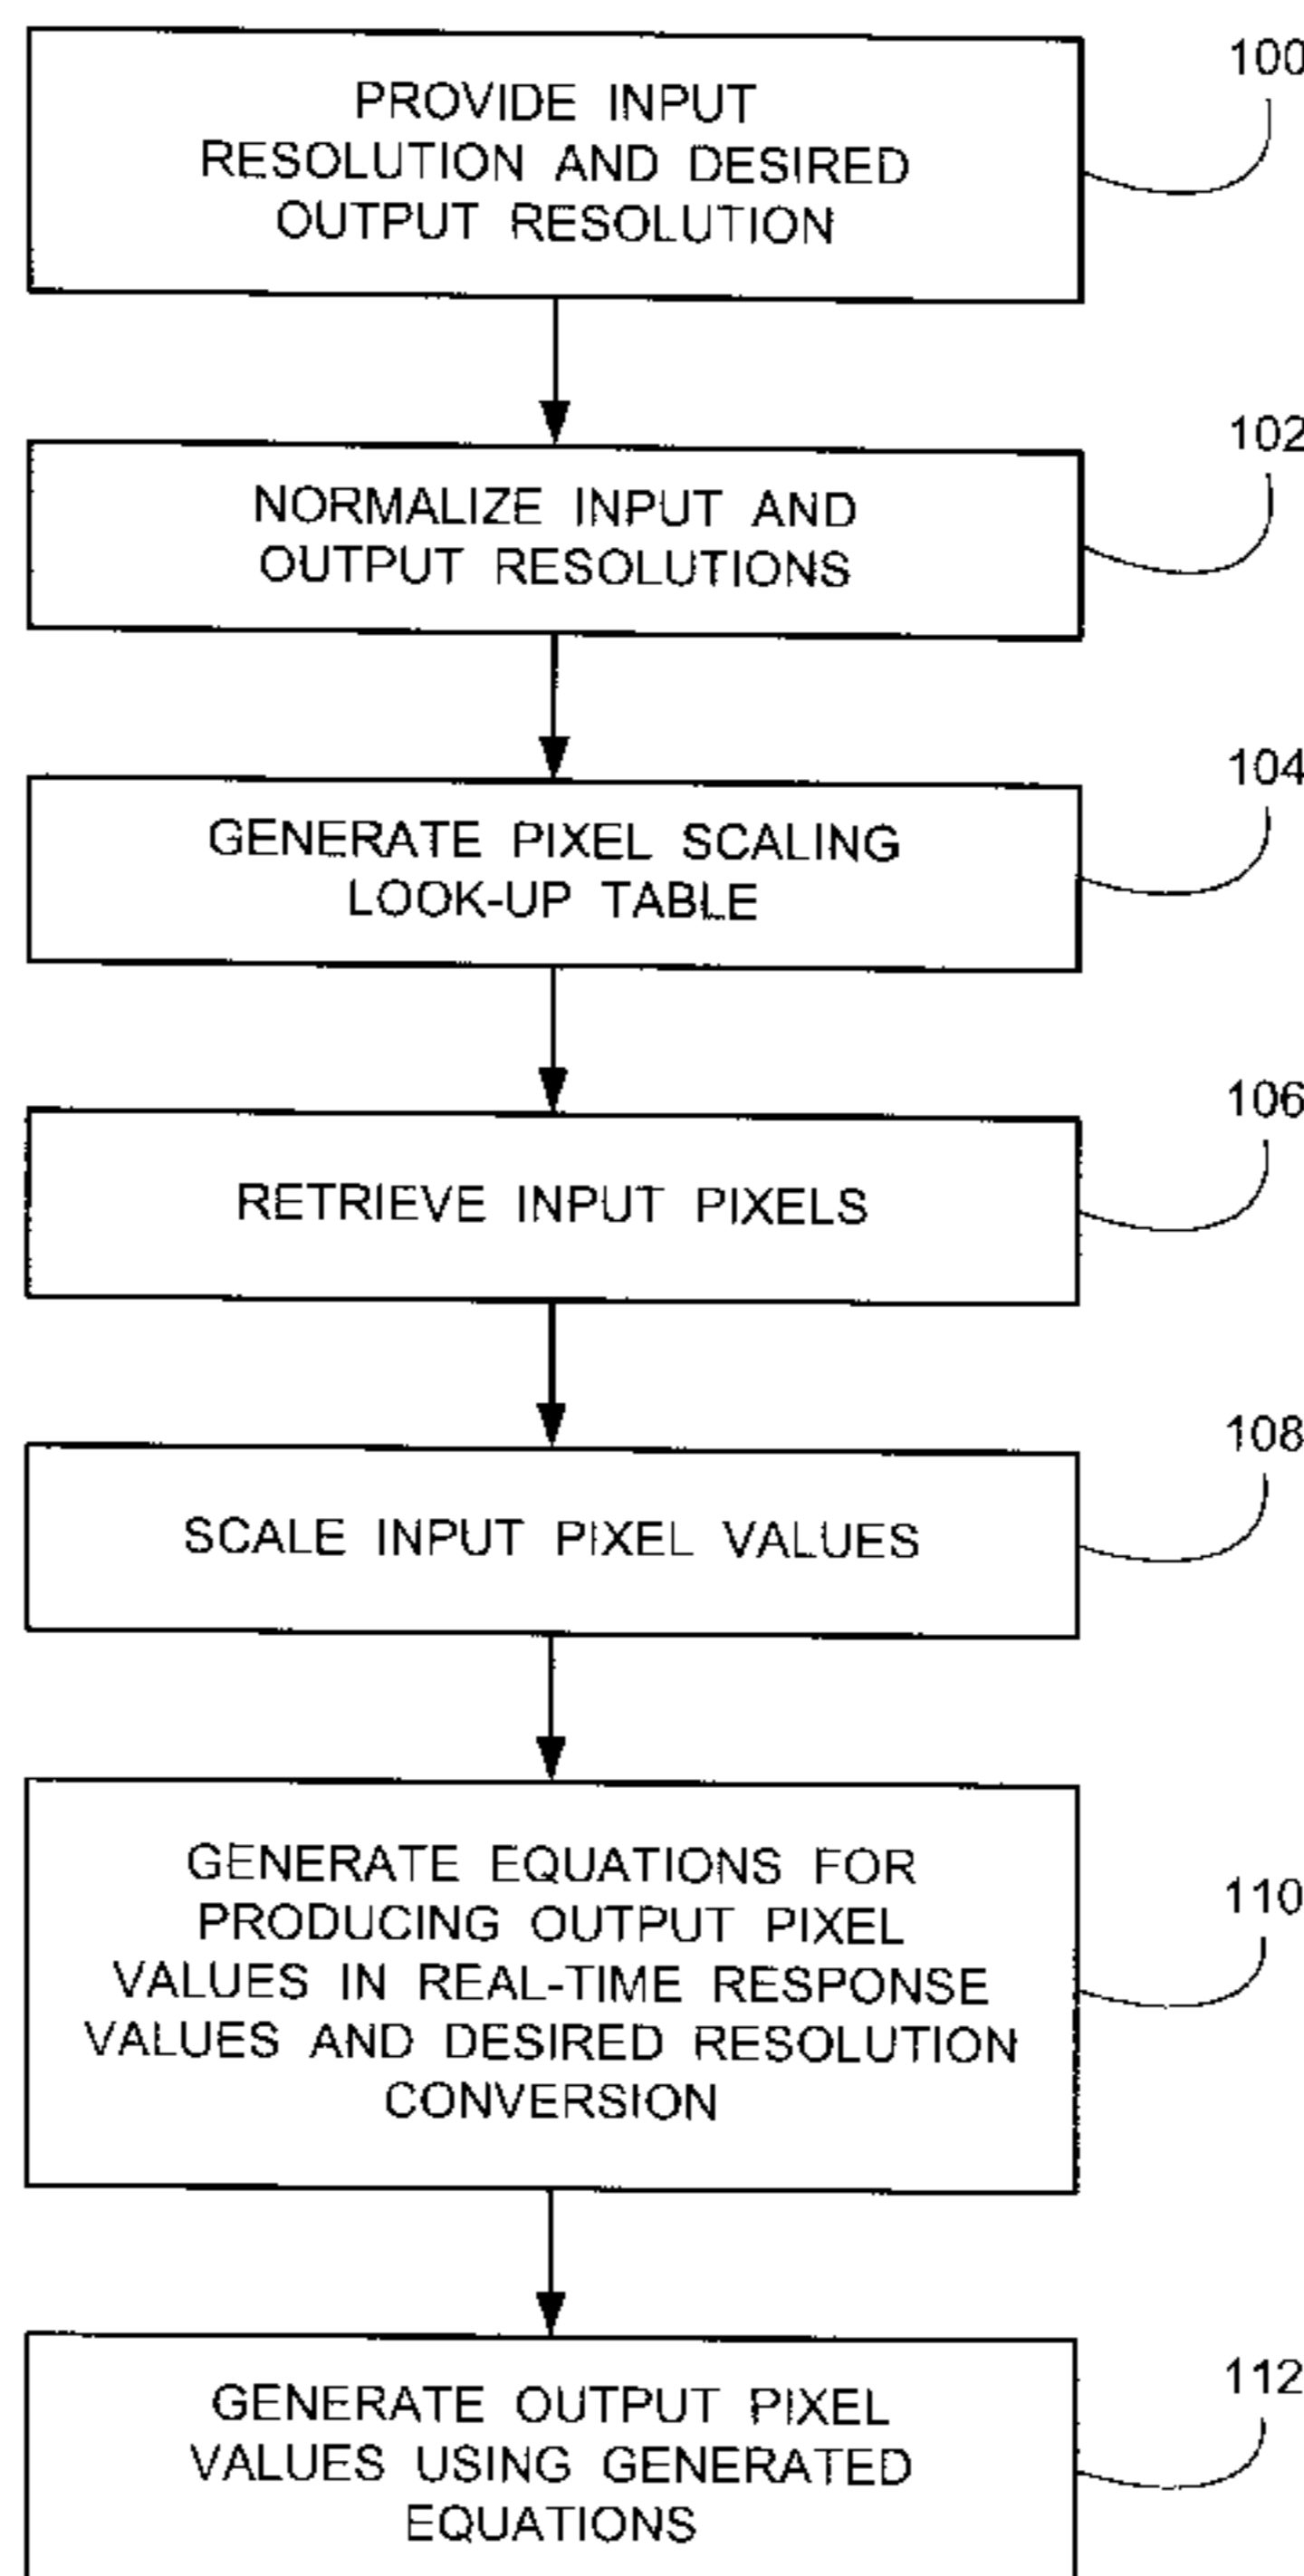 100
PROVIDE INPUT
RESOLUTION AND DESIRED
OUTPUT RESOLUTION
102
NORMALIZE INPUT AND
OUTPUT RESOLUTIONS
104
GENERATE PIXEL SCALING
LOOK-UP TABLE
106
RETRIEVE INPUT PIXELS
108
SCALE INPUT PIXEL VALUES
110
GENERATE EQUATIONS FOR
PRODUCING OUTPUT PIXEL
VALUES IN REAL-TIME RESPONSE
VALUES AND DESIRED RESOLUTION
CONVERSION
112
GENERATE OUTPUT PIXEL
VALUES USING GENERATED
EQUATIONS